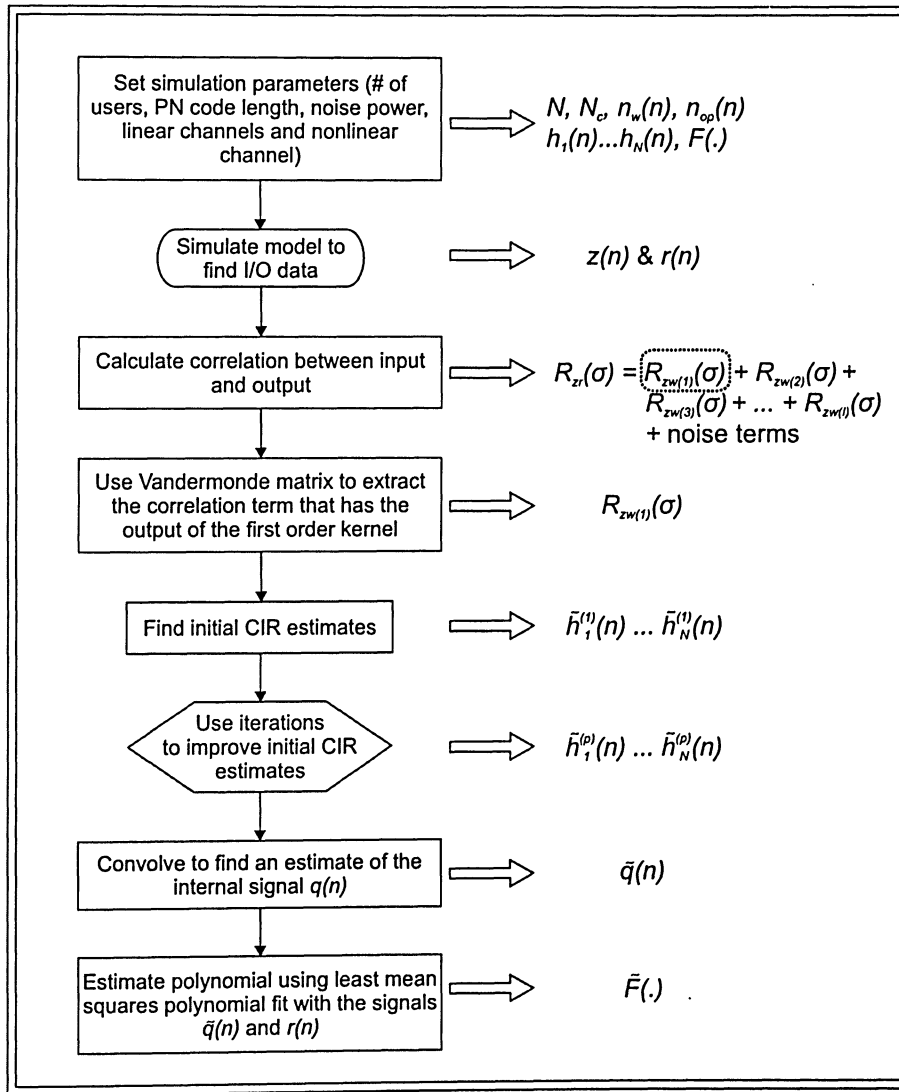 Set simulation parameters (# of
users, PN code length, noise power,
linear channels and nonlinear
channel)
N, N_c, n_w(n), n_op(n)
h_1(n)...h_N(n), F(.)
Simulate model to
find I/O data
z(n) & r(n)
Calculate correlation between input
and output
R_zr(σ) = R_zw(1)(σ) + R_zw(2)(σ) +
R_zw(3)(σ) + ... + R_zw(l)(σ)
+ noise terms
Use Vandermonde matrix to extract
the correlation term that has the
output of the first order kernel
R_zw(1)(σ)
Find initial CIR estimates
h̃_1^(1)(n) ... h̃_N^(1)(n)
Use iterations
to improve initial CIR
estimates
h̃_1^(p)(n) ... h̃_N^(p)(n)
Convolve to find an estimate of the
internal signal q(n)
q̃(n)
Estimate polynomial using least mean
squares polynomial fit with the signals
q̃(n) and r(n)
F̃(.)